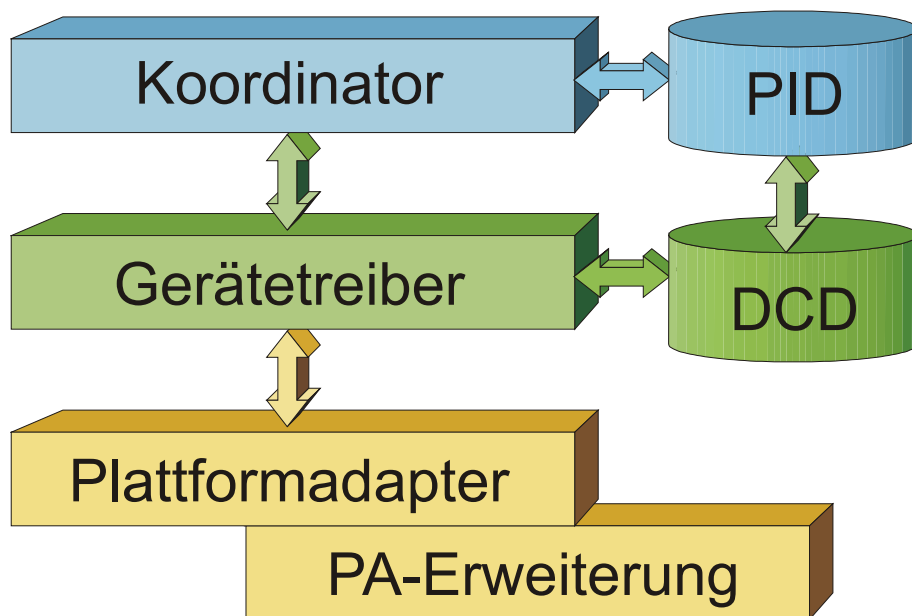 Koordinator
PID
Gerätetreiber
DCD
Plattformadapter
PA-Erweiterung